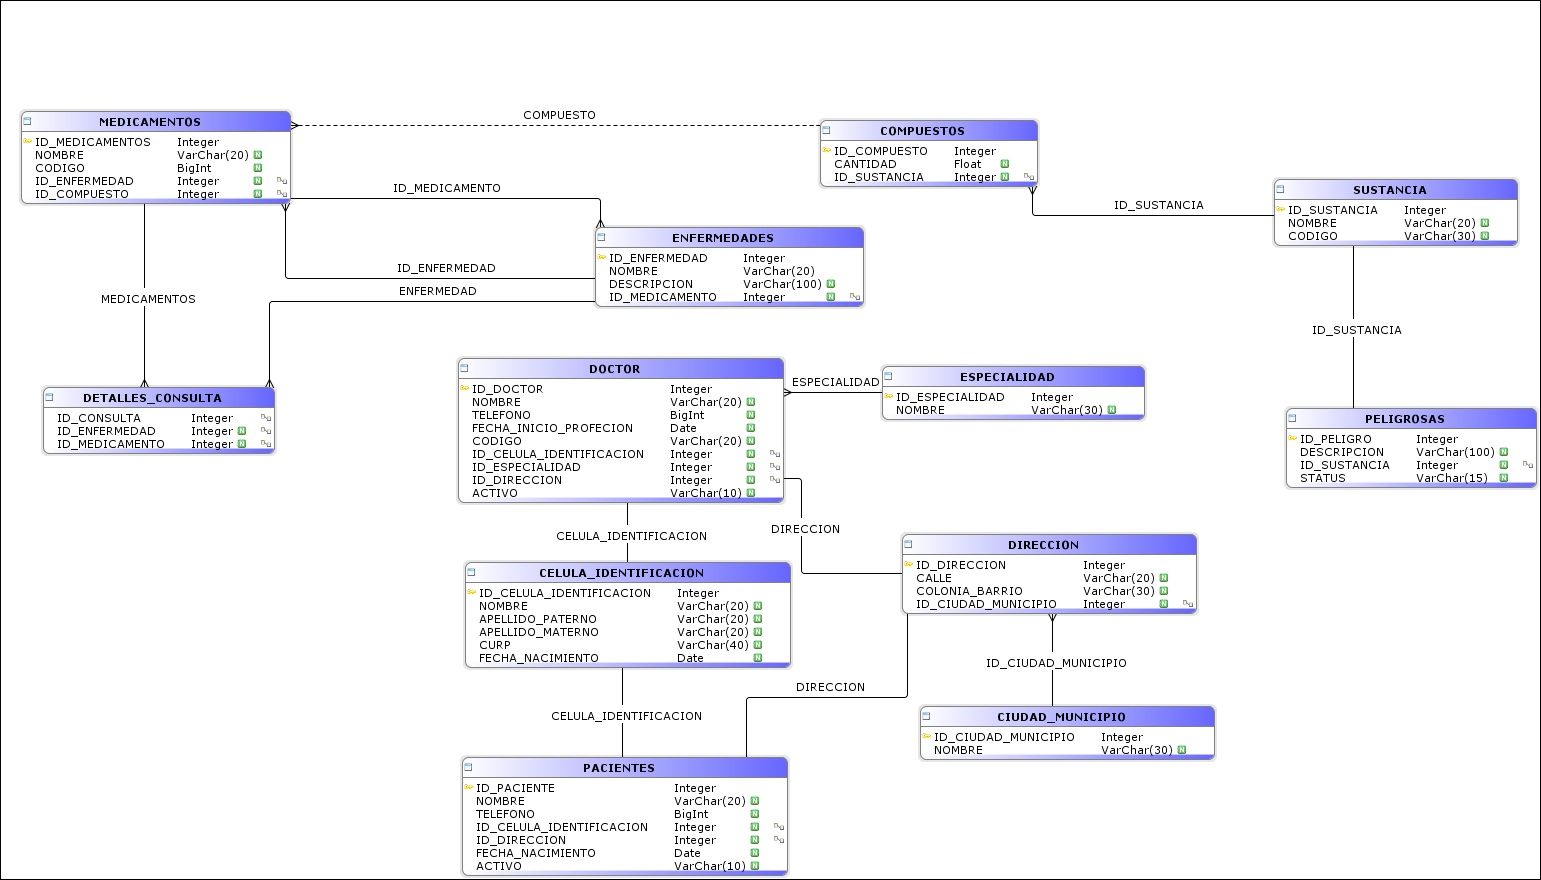 COMPUESTO
MEDICAMENTOS
ID_MEDICAMENTOS Integer
NOMBRE VarChar(20) N
CODIGO BigInt N
ID_ENFERMEDAD Integer N
ID_COMPUESTO Integer N
COMPUESTOS
ID_COMPUESTO Integer
CANTIDAD Float N
ID_SUSTANCIA Integer N
ID_SUSTANCIA
SUSTANCIA
ID_SUSTANCIA Integer
NOMBRE VarChar(20) N
CODIGO VarChar(30) N
ID_MEDICAMENTO
ENFERMEDADES
ID_ENFERMEDAD Integer
NOMBRE VarChar(20)
DESCRIPCION VarChar(100) N
ID_MEDICAMENTO Integer N
ID_ENFERMEDAD
ENFERMEDAD
MEDICAMENTOS
ID_SUSTANCIA
DETALLES_CONSULTA
ID_CONSULTA Integer
ID_ENFERMEDAD Integer N
ID_MEDICAMENTO Integer N
DOCTOR
ID_DOCTOR Integer
NOMBRE VarChar(20) N
TELEFONO BigInt N
FECHA_INICIO_PROFECION Date N
CODIGO VarChar(20) N
ID_CELULA_IDENTIFICACION Integer N
ID_ESPECIALIDAD Integer N
ID_DIRECCION Integer N
ACTIVO VarChar(10) N
ESPECIALIDAD
ESPECIALIDAD
ID_ESPECIALIDAD Integer
NOMBRE VarChar(30) N
PELIGROSAS
ID_PELIGRO Integer
DESCRIPCION VarChar(100) N
ID_SUSTANCIA Integer N
STATUS VarChar(15) N
CELULA_IDENTIFICACION
DIRECCION
CELULA_IDENTIFICACION
ID_CELULA_IDENTIFICACION Integer
NOMBRE VarChar(20) N
APELLIDO_PATERNO VarChar(20) N
APELLIDO_MATERNO VarChar(20) N
CURP VarChar(40) N
FECHA_NACIMIENTO Date N
DIRECCION
ID_DIRECCION Integer
CALLE VarChar(20) N
COLONIA_BARRIO VarChar(30) N
ID_CIUDAD_MUNICIPIO Integer N
ID_CIUDAD_MUNICIPIO
DIRECCION
CELULA_IDENTIFICACION
CIUDAD_MUNICIPIO
ID_CIUDAD_MUNICIPIO Integer
NOMBRE VarChar(30) N
PACIENTES
ID_PACIENTE Integer
NOMBRE VarChar(20) N
TELEFONO BigInt N
ID_CELULA_IDENTIFICACION Integer N
ID_DIRECCION Integer N
FECHA_NACIMIENTO Date N
ACTIVO VarChar(10) N